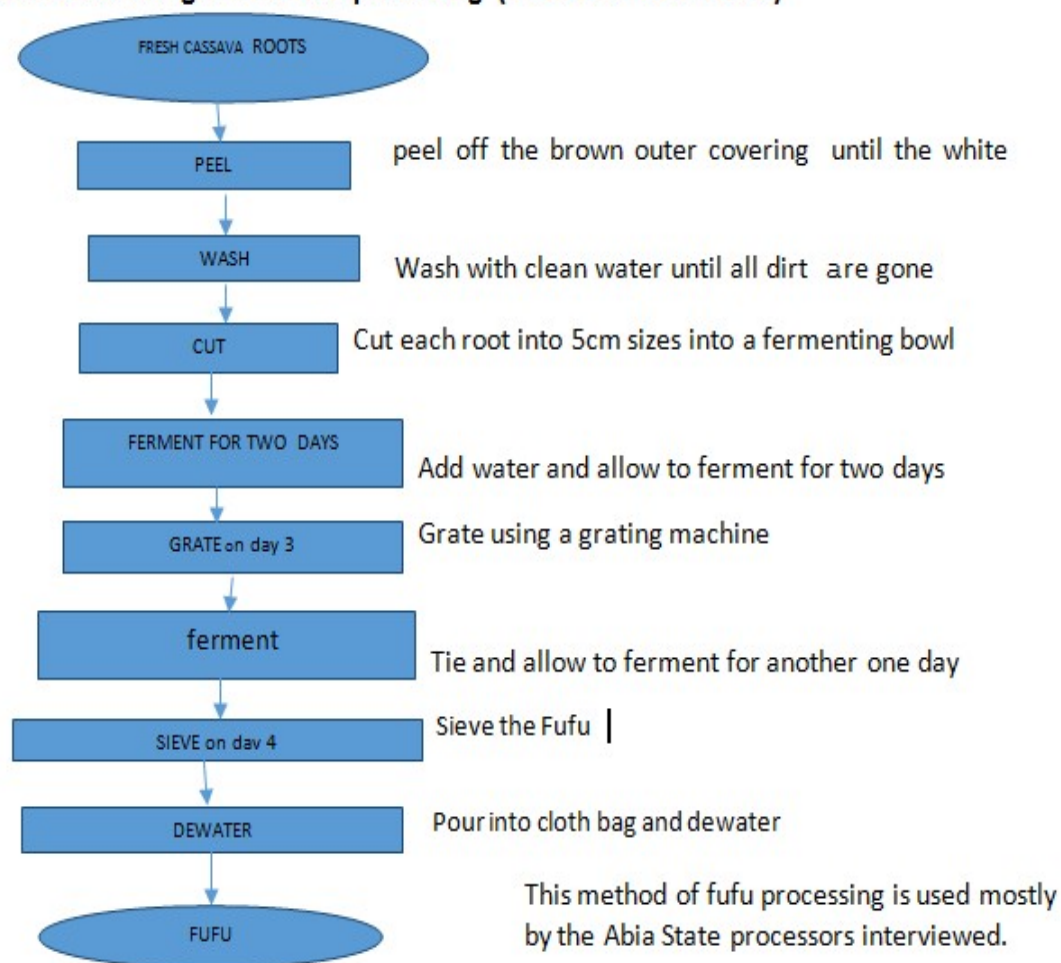 FRESH CASSAVA ROOTS
PEEL
peel off the brown outer covering until the white
WASH
Wash with clean water until all dirt are gone
CUT
Cut each root into 5cm sizes into a fermenting bowl
FERMENT FOR TWO DAYS
Add water and allow to ferment for two days
GRATE on day 3
Grate using a grating machine
ferment
Tie and allow to ferment for another one day
SIEVE on day 4
Sieve the Fufu
DEWATER
Pour into cloth bag and dewater
FUFU
This method of fufu processing is used mostly
by the Abia State processors interviewed.